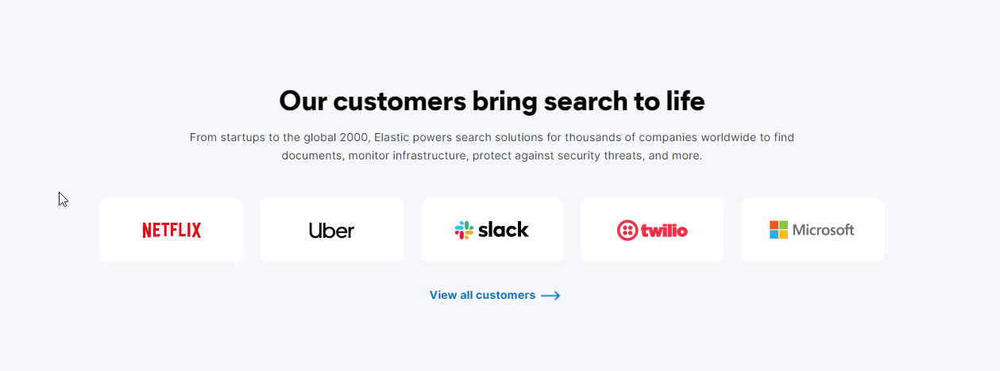 Our customers bring search to life
From startups to the global 2000, Elastic powers search solutions for thousands of companies worldwide to find
documents, monitor infrastructure, protect against security threats, and more.
NETFLIX
Uber
slack
twilio
Microsoft
View all customers